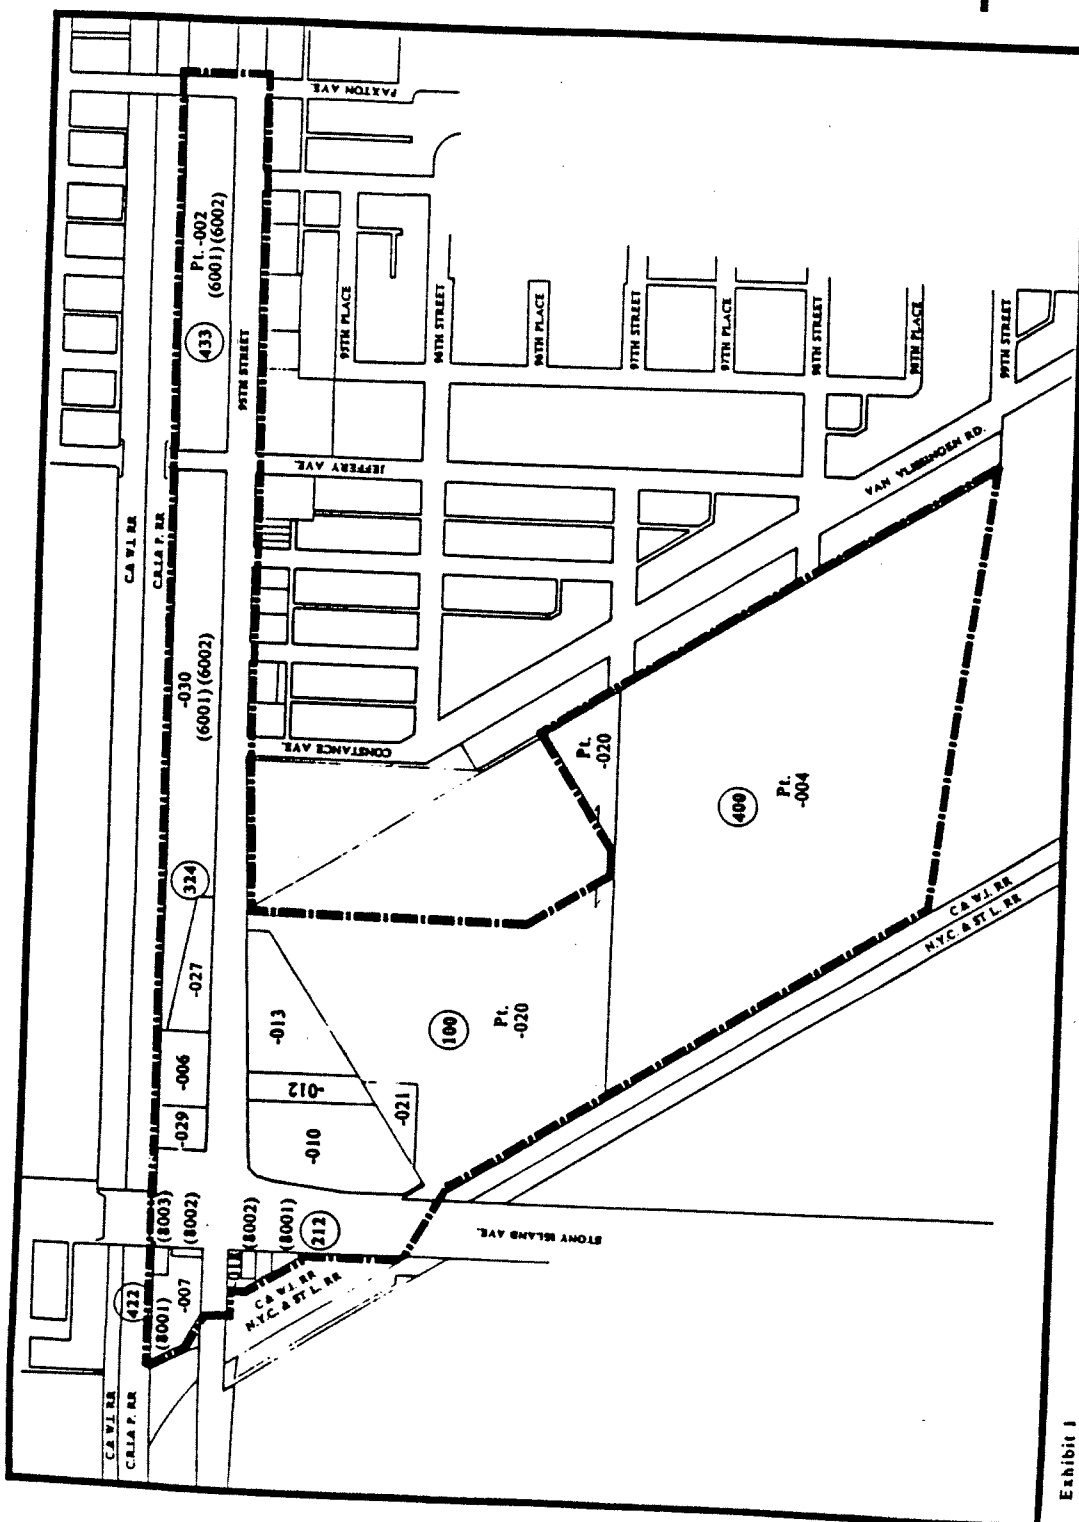 C.& W.I. RR
C.R.I.& P. RR
C.& W.I. RR
C.R.I.& P. RR
422
(8001)
-007
(8003)
(8002)
-029
-006
-027
324
-030
(6001) (6002)
433
Pt. -002
(6001) (6002)
95TH STREET
(8002)
(8001)
212
C.& W.I. RR
N.Y.C. & ST L. RR
STONY ISLAND AVE.
-010
-012
-013
-021
100
Pt.
-020
CONSTANCE AVE.
JEFFERY AVE.
PAXTON AVE.
95TH PLACE
96TH STREET
96TH PLACE
97TH STREET
97TH PLACE
98TH STREET
98TH PLACE
99TH STREET
VAN VLISSINGEN RD.
Pt.
-020
400
Pt.
-004
C.& W.I. RR
N.Y.C. & ST L. RR
Exhibit 1